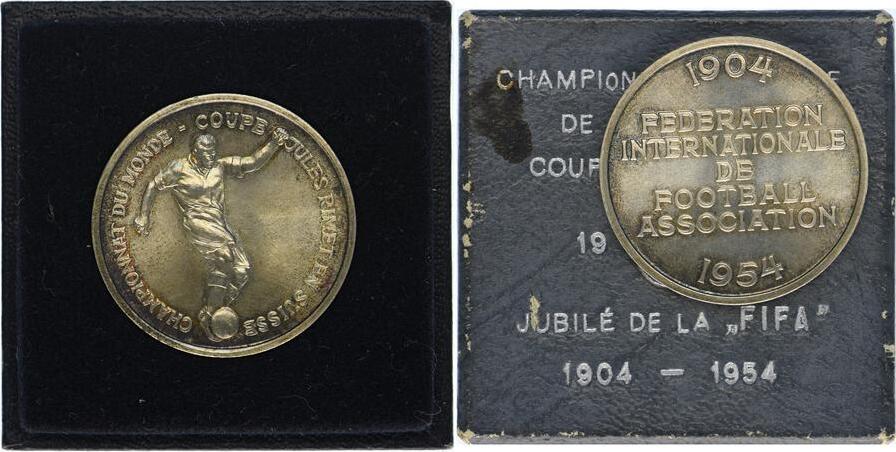 CHAMPIONNAT DU MONDE - COUPE JULES RIMET EN SUISSE
1904
FEDERATION
INTERNATIONALE
DE
FOOTBALL
ASSOCIATION
1954
CHAMPION
DE
COUP
19
JUBILÉ DE LA „FIFA"
1904 - 1954